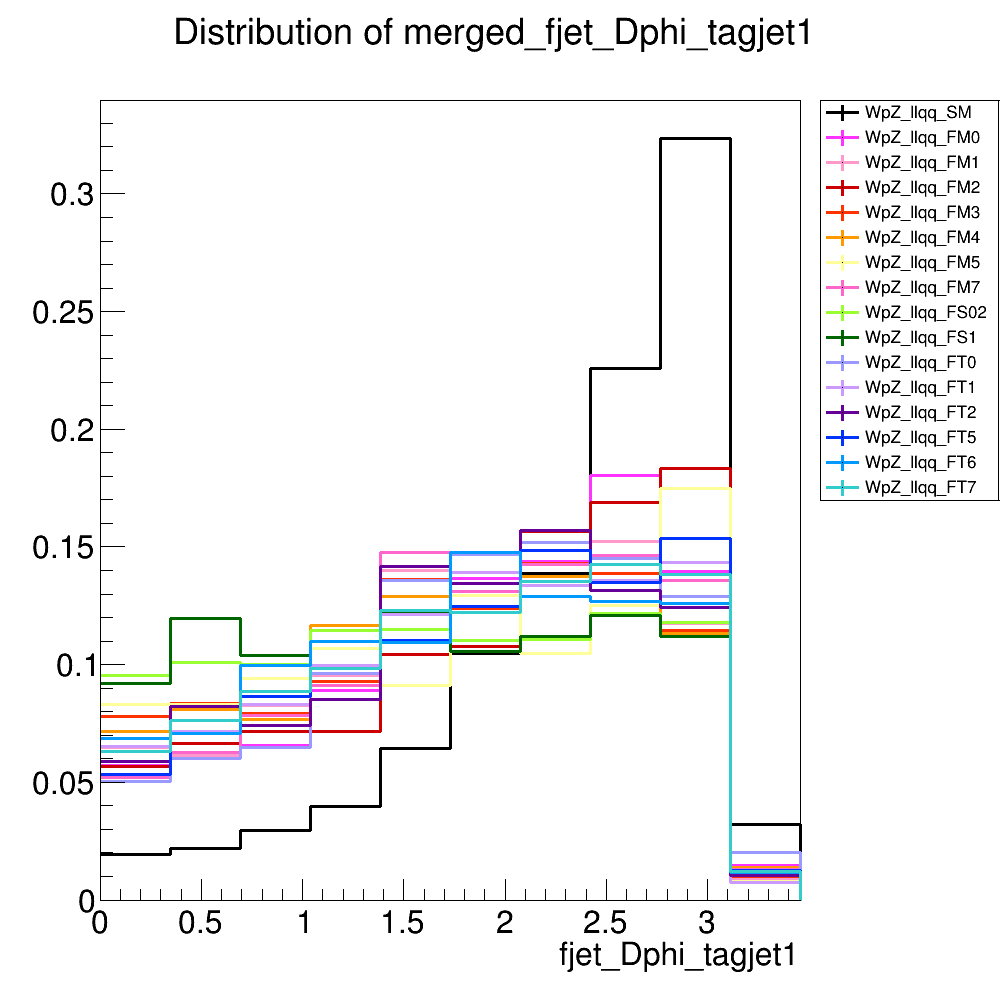 Distribution of merged_fjet_Dphi_tagjet1
0.3
0.25
0.2
0.15
0.1
0.05
0
0 0.5 1 1.5 2 2.5 3
fjet_Dphi_tagjet1
WpZ_llqq_SM
WpZ_llqq_FM0
WpZ_llqq_FM1
WpZ_llqq_FM2
WpZ_llqq_FM3
WpZ_llqq_FM4
WpZ_llqq_FM5
WpZ_llqq_FM7
WpZ_llqq_FS02
WpZ_llqq_FS1
WpZ_llqq_FT0
WpZ_llqq_FT1
WpZ_llqq_FT2
WpZ_llqq_FT5
WpZ_llqq_FT6
WpZ_llqq_FT7